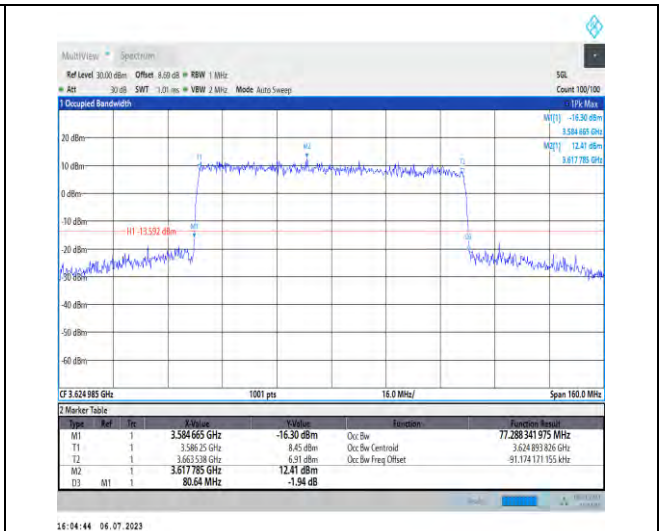 MultiView Spectrum
Ref Level 30.00 dBm Offset 8.69 dB RBW 1 MHz SGL
Att 30 dB SWT 1.01 ms VBW 2 MHz Mode Auto Sweep Count 100/100
1 Occupied Bandwidth 1Pk Max
M1[1] -16.30 dBm
3.584 665 GHz
M2[1] 12.41 dBm
3.617 785 GHz
20 dBm
M2
T1
T2
10 dBm
0 dBm
-10 dBm
H1 -13.592 dBm
M1
D3
-20 dBm
-30 dBm
-40 dBm
-50 dBm
-60 dBm
CF 3.624 985 GHz 1001 pts 16.0 MHz/ Span 160.0 MHz
2 Marker Table
Type Ref Trc X-Value Y-Value Function Function Result
M1 1 3.584 665 GHz -16.30 dBm Occ Bw 77.288 341 975 MHz
T1 1 3.586 25 GHz 8.45 dBm Occ Bw Centroid 3.624 893 826 GHz
T2 1 3.663 538 GHz 6.91 dBm Occ Bw Freq Offset -91.174 171 155 kHz
M2 1 3.617 785 GHz 12.41 dBm
D3 M1 1 80.64 MHz -1.94 dB
16:04:44 06.07.2023